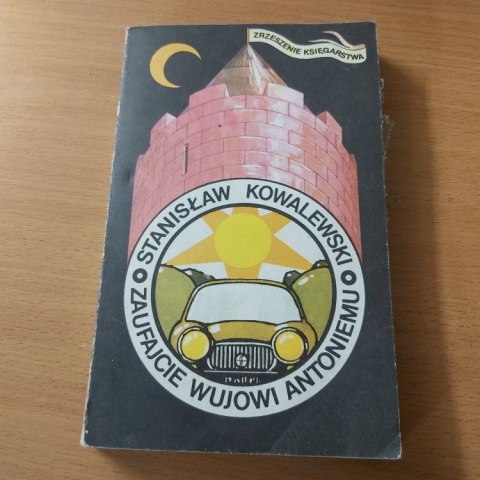 ZRZESZENIE KSIĘGARSTWA
STANISŁAW KOWALEWSKI
ZAUFAJCIE WUJOWI ANTONIEMU